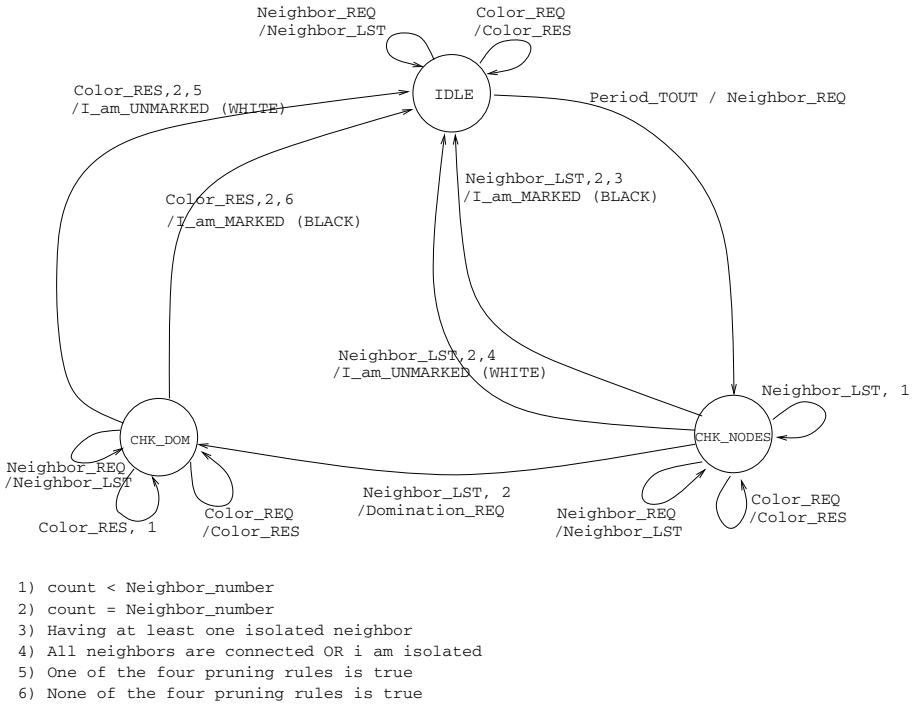 Neighbor_REQ
/Neighbor_LST
Color_REQ
/Color_RES
IDLE
Color_RES,2,5
/I_am_UNMARKED (WHITE)
Period_TOUT / Neighbor_REQ
Color_RES,2,6
/I_am_MARKED (BLACK)
Neighbor_LST,2,3
/I_am_MARKED (BLACK)
Neighbor_LST,2,4
/I_am_UNMARKED (WHITE)
Neighbor_LST, 1
CHK_DOM
CHK_NODES
Neighbor_REQ
/Neighbor_LST
Color_RES, 1
Color_REQ
/Color_RES
Neighbor_LST, 2
/Domination_REQ
Neighbor_REQ
/Neighbor_LST
Color_REQ
/Color_RES
1) count < Neighbor_number
2) count = Neighbor_number
3) Having at least one isolated neighbor
4) All neighbors are connected OR i am isolated
5) One of the four pruning rules is true
6) None of the four pruning rules is true